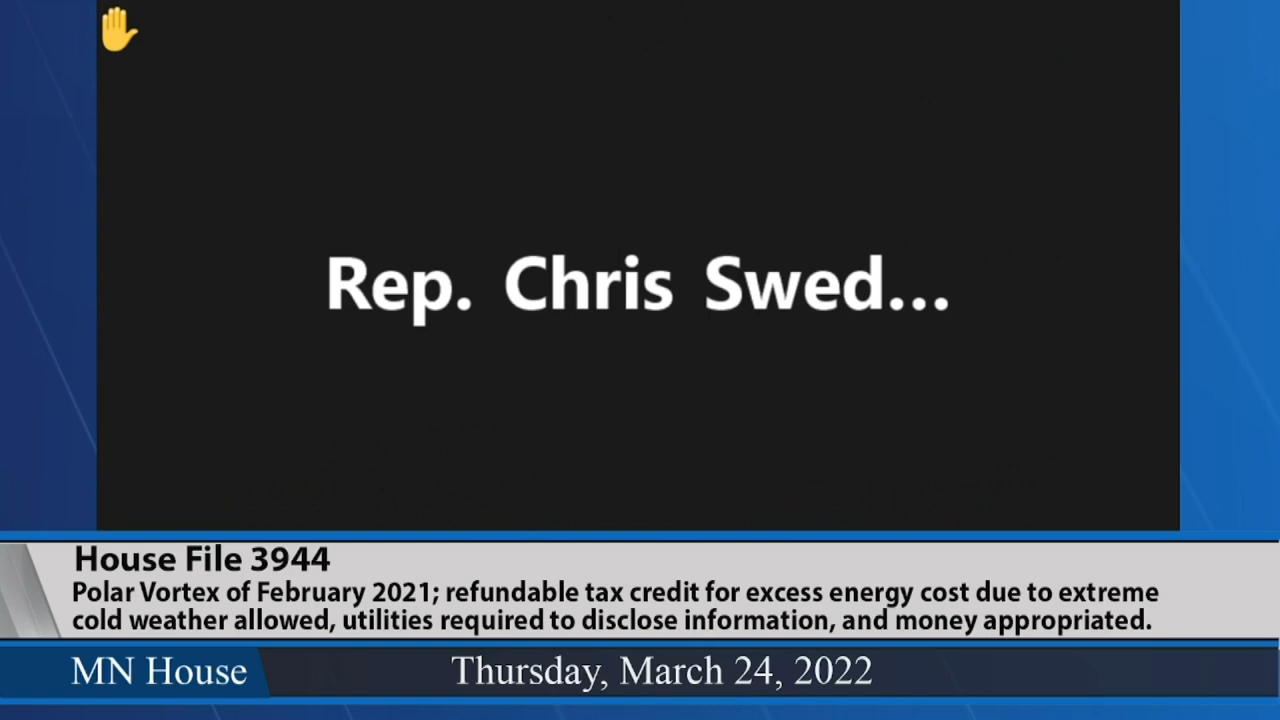 Rep. Chris Swed...
House File 3944
Polar Vortex of February 2021; refundable tax credit for excess energy cost due to extreme
cold weather allowed, utilities required to disclose information, and money appropriated.
MN House
Thursday, March 24, 2022